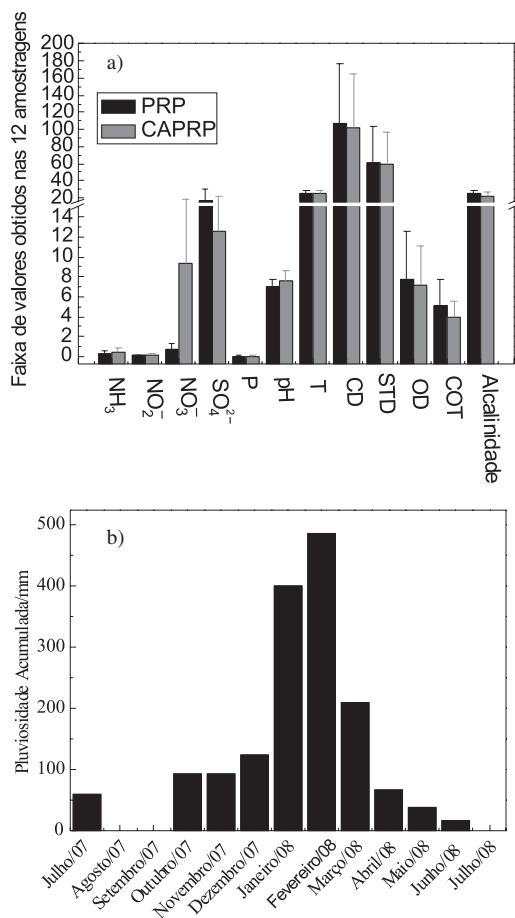 Faixa de valores obtidos nas 12 amostragens
a)
PRP
CAPRP
200
180
160
140
120
100
80
60
40
20
14
12
10
8
6
4
2
0
NH₃
NO₂⁻
NO₃⁻
SO₄²⁻
P
pH
T
CD
STD
OD
COT
Alcalinidade
b)
Pluviosidade Acumulada/mm
500
400
300
200
100
0
Julho/07
Agosto/07
Setembro/07
Outubro/07
Novembro/07
Dezembro/07
Janeiro/08
Fevereiro/08
Março/08
Abril/08
Maio/08
Junho/08
Julho/08